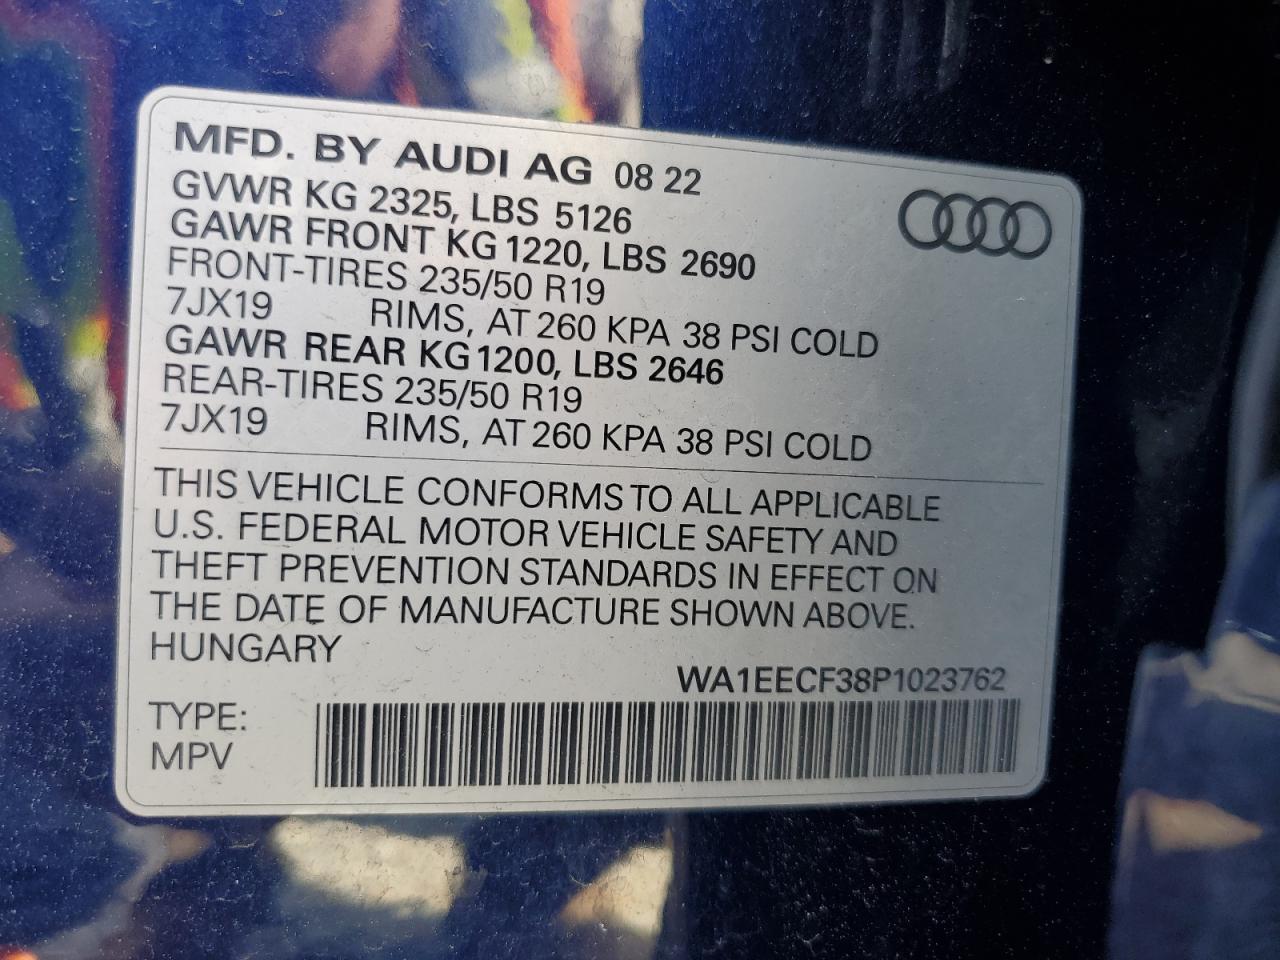 MFD. BY AUDI AG 08 22
GVWR KG 2325, LBS 5126
GAWR FRONT KG 1220, LBS 2690
FRONT-TIRES 235/50 R19
7JX19 RIMS, AT 260 KPA 38 PSI COLD
GAWR REAR KG 1200, LBS 2646
REAR-TIRES 235/50 R19
7JX19 RIMS, AT 260 KPA 38 PSI COLD
THIS VEHICLE CONFORMS TO ALL APPLICABLE
U.S. FEDERAL MOTOR VEHICLE SAFETY AND
THEFT PREVENTION STANDARDS IN EFFECT ON
THE DATE OF MANUFACTURE SHOWN ABOVE.
HUNGARY
WA1EECF38P1023762
TYPE:
MPV